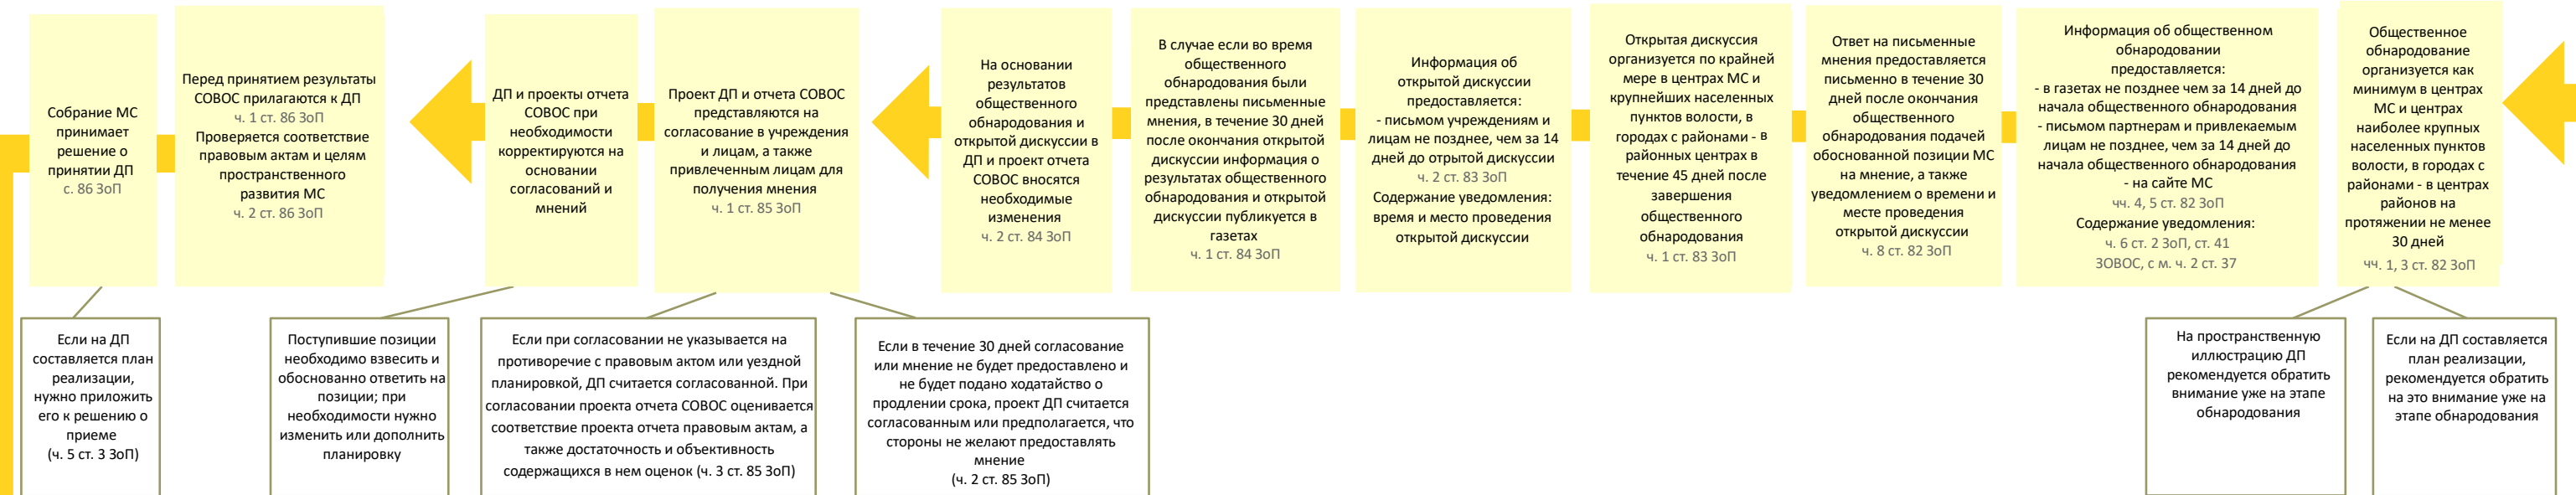 Собрание МС
принимает
решение о
принятии ДП
с. 86 ЗоП
Перед принятием результаты
СОВОС прилагаются к ДП
ч. 1 ст. 86 ЗоП
Проверяется соответствие
правовым актам и целям
пространственного
развития МС
ч. 2 ст. 86 ЗоП
ДП и проекты отчета
СОВОС при
необходимости
корректируются на
основании
согласований и
мнений
Проект ДП и отчета СОВОС
представляются на
согласование в учреждения
и лицам, а также
привлеченным лицам для
получения мнения
ч. 1 ст. 85 ЗоП
На основании
результатов
общественного
обнародования и
открытой дискуссии в
ДП и проект отчета
СОВОС вносятся
необходимые
изменения
ч. 2 ст. 84 ЗоП
В случае если во время
общественного
обнародования были
представлены письменные
мнения, в течение 30 дней
после окончания открытой
дискуссии информация о
результатах общественного
обнародования и открытой
дискуссии публикуется в
газетах
ч. 1 ст. 84 ЗоП
Информация об
открытой дискуссии
предоставляется:
- письмом учреждениям и
лицам не позднее, чем за 14
дней до отрытой дискуссии
ч. 2 ст. 83 ЗоП
Содержание уведомления:
время и место проведения
открытой дискуссии
Открытая дискуссия
организуется по крайней
мере в центрах МС и
крупнейших населенных
пунктов волости, в
городах с районами - в
районных центрах в
течение 45 дней после
завершения
общественного
обнародования
ч. 1 ст. 83 ЗоП
Ответ на письменные
мнения предоставляется
письменно в течение 30
дней после окончания
общественного
обнародования подачей
обоснованной позиции МС
на мнение, а также
уведомлением о времени и
месте проведения
открытой дискуссии
ч. 8 ст. 82 ЗоП
Информация об общественном
обнародовании
предоставляется:
- в газетах не позднее чем за 14 дней до
начала общественного обнародования
- письмом партнерам и привлекаемым
лицам не позднее, чем за 14 дней до
начала общественного обнародования
- на сайте МС
чч. 4, 5 ст. 82 ЗоП
Содержание уведомления:
ч. 6 ст. 2 ЗоП, ст. 41
ЗОВОС, с м. ч. 2 ст. 37
Общественное
обнародование
организуется как
минимум в центрах
МС и центрах
наиболее крупных
населенных пунктов
волости, в городах с
районами - в центрах
районов на
протяжении не менее
30 дней
чч. 1, 3 ст. 82 ЗоП
Если на ДП
составляется план
реализации,
нужно приложить
его к решению о
приеме
(ч. 5 ст. 3 ЗоП)
Поступившие позиции
необходимо взвесить и
обоснованно ответить на
позиции; при
необходимости нужно
изменить или дополнить
планировку
Если при согласовании не указывается на
противоречие с правовым актом или уездной
планировкой, ДП считается согласованной. При
согласовании проекта отчета СОВОС оценивается
соответствие проекта отчета правовым актам, а
также достаточность и объективность
содержащихся в нем оценок (ч. 3 ст. 85 ЗоП)
Если в течение 30 дней согласование
или мнение не будет предоставлено и
не будет подано ходатайство о
продлении срока, проект ДП считается
согласованным или предполагается, что
стороны не желают предоставлять
мнение
(ч. 2 ст. 85 ЗоП)
На пространственную
иллюстрацию ДП
рекомендуется обратить
внимание уже на этапе
обнародования
Если на ДП составляется
план реализации,
рекомендуется обратить
на это внимание уже на
этапе обнародования